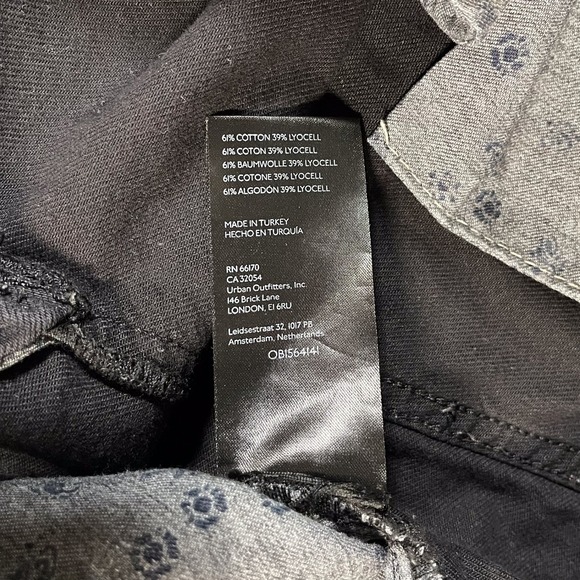 61% COTTON 39% LYOCELL
61% COTON 39% LYOCELL
61% BAUMWOLLE 39% LYOCELL
61% COTONE 39% LYOCELL
61% ALGODÓN 39% LYOCELL
MADE IN TURKEY
HECHO EN TURQUÍA
RN 66170
CA 32054
Urban Outfitters, Inc.
146 Brick Lane
LONDON, E1 6RU
Leidsestraat 32, 1017 PB
Amsterdam, Netherlands
OB1564141